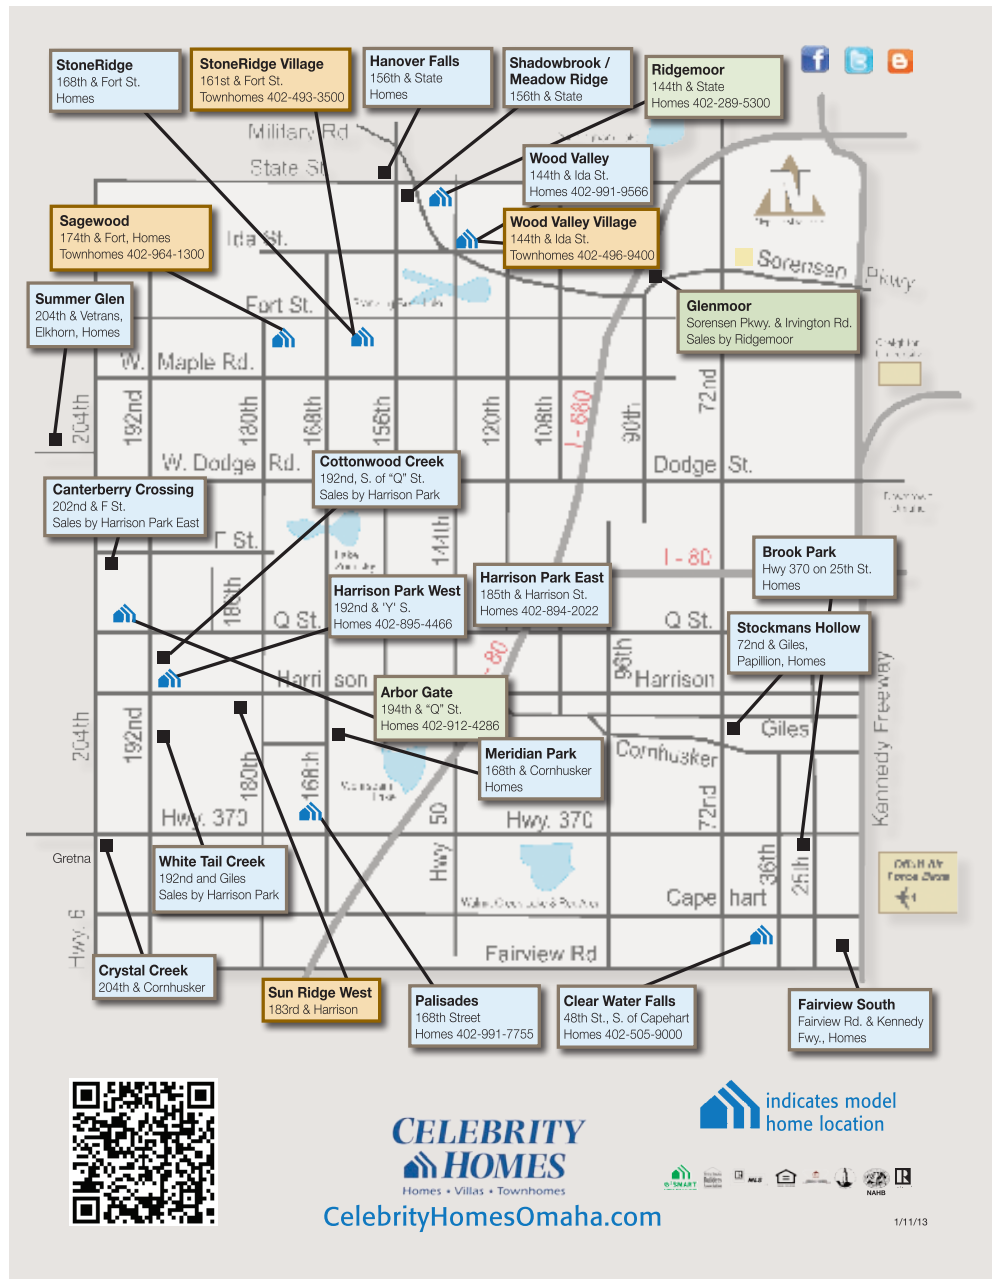 StoneRidge
168th & Fort St.
Homes
StoneRidge Village
161st & Fort St.
Townhomes 402-493-3500
Hanover Falls
156th & State
Homes
Shadowbrook /
Meadow Ridge
156th & State
Ridgemoor
144th & State
Homes 402-289-5300
Military Rd
State St.
Wood Valley
144th & Ida St.
Homes 402-991-9566
Sagewood
174th & Fort, Homes
Townhomes 402-964-1300
Ida St.
Wood Valley Village
144th & Ida St.
Townhomes 402-496-9400
Sorensen Pkwy
Summer Glen
204th & Vetrans,
Elkhorn, Homes
Fort St.
Glenmoor
Sorensen Pkwy. & Irvington Rd.
Sales by Ridgemoor
W. Maple Rd.
204th
192nd
180th
168th
156th
120th
108th
I - 680
90th
72nd
W. Dodge Rd.
Dodge St.
Cottonwood Creek
192nd, S. of "Q" St.
Sales by Harrison Park
Canterberry Crossing
202nd & F St.
Sales by Harrison Park East
F St.
144th
I - 80
Brook Park
Hwy 370 on 25th St.
Homes
180th
Q St.
Harrison Park West
192nd & 'Y' S.
Homes 402-895-4466
Harrison Park East
185th & Harrison St.
Homes 402-894-2022
Q St.
Stockmans Hollow
72nd & Giles,
Papillion, Homes
Harrison
- 80
96th
Harrison
Arbor Gate
194th & "Q" St.
Homes 402-912-4286
Kennedy Freeway
204th
192nd
180th
168th
Meridian Park
168th & Cornhusker
Homes
Cornhusker
Giles
Hwy. 370
Hwy 50
Hwy. 370
72nd
36th
25th
Gretna
White Tail Creek
192nd and Giles
Sales by Harrison Park
Capehart
Hwy. 6
Fairview Rd
Crystal Creek
204th & Cornhusker
Sun Ridge West
183rd & Harrison
Palisades
168th Street
Homes 402-991-7755
Clear Water Falls
48th St., S. of Capehart
Homes 402-505-9000
Fairview South
Fairview Rd. & Kennedy
Fwy., Homes
indicates model
home location
CELEBRITY
HOMES
Homes • Villas • Townhomes
CelebrityHomesOmaha.com
MLS
NAHB
1/11/13